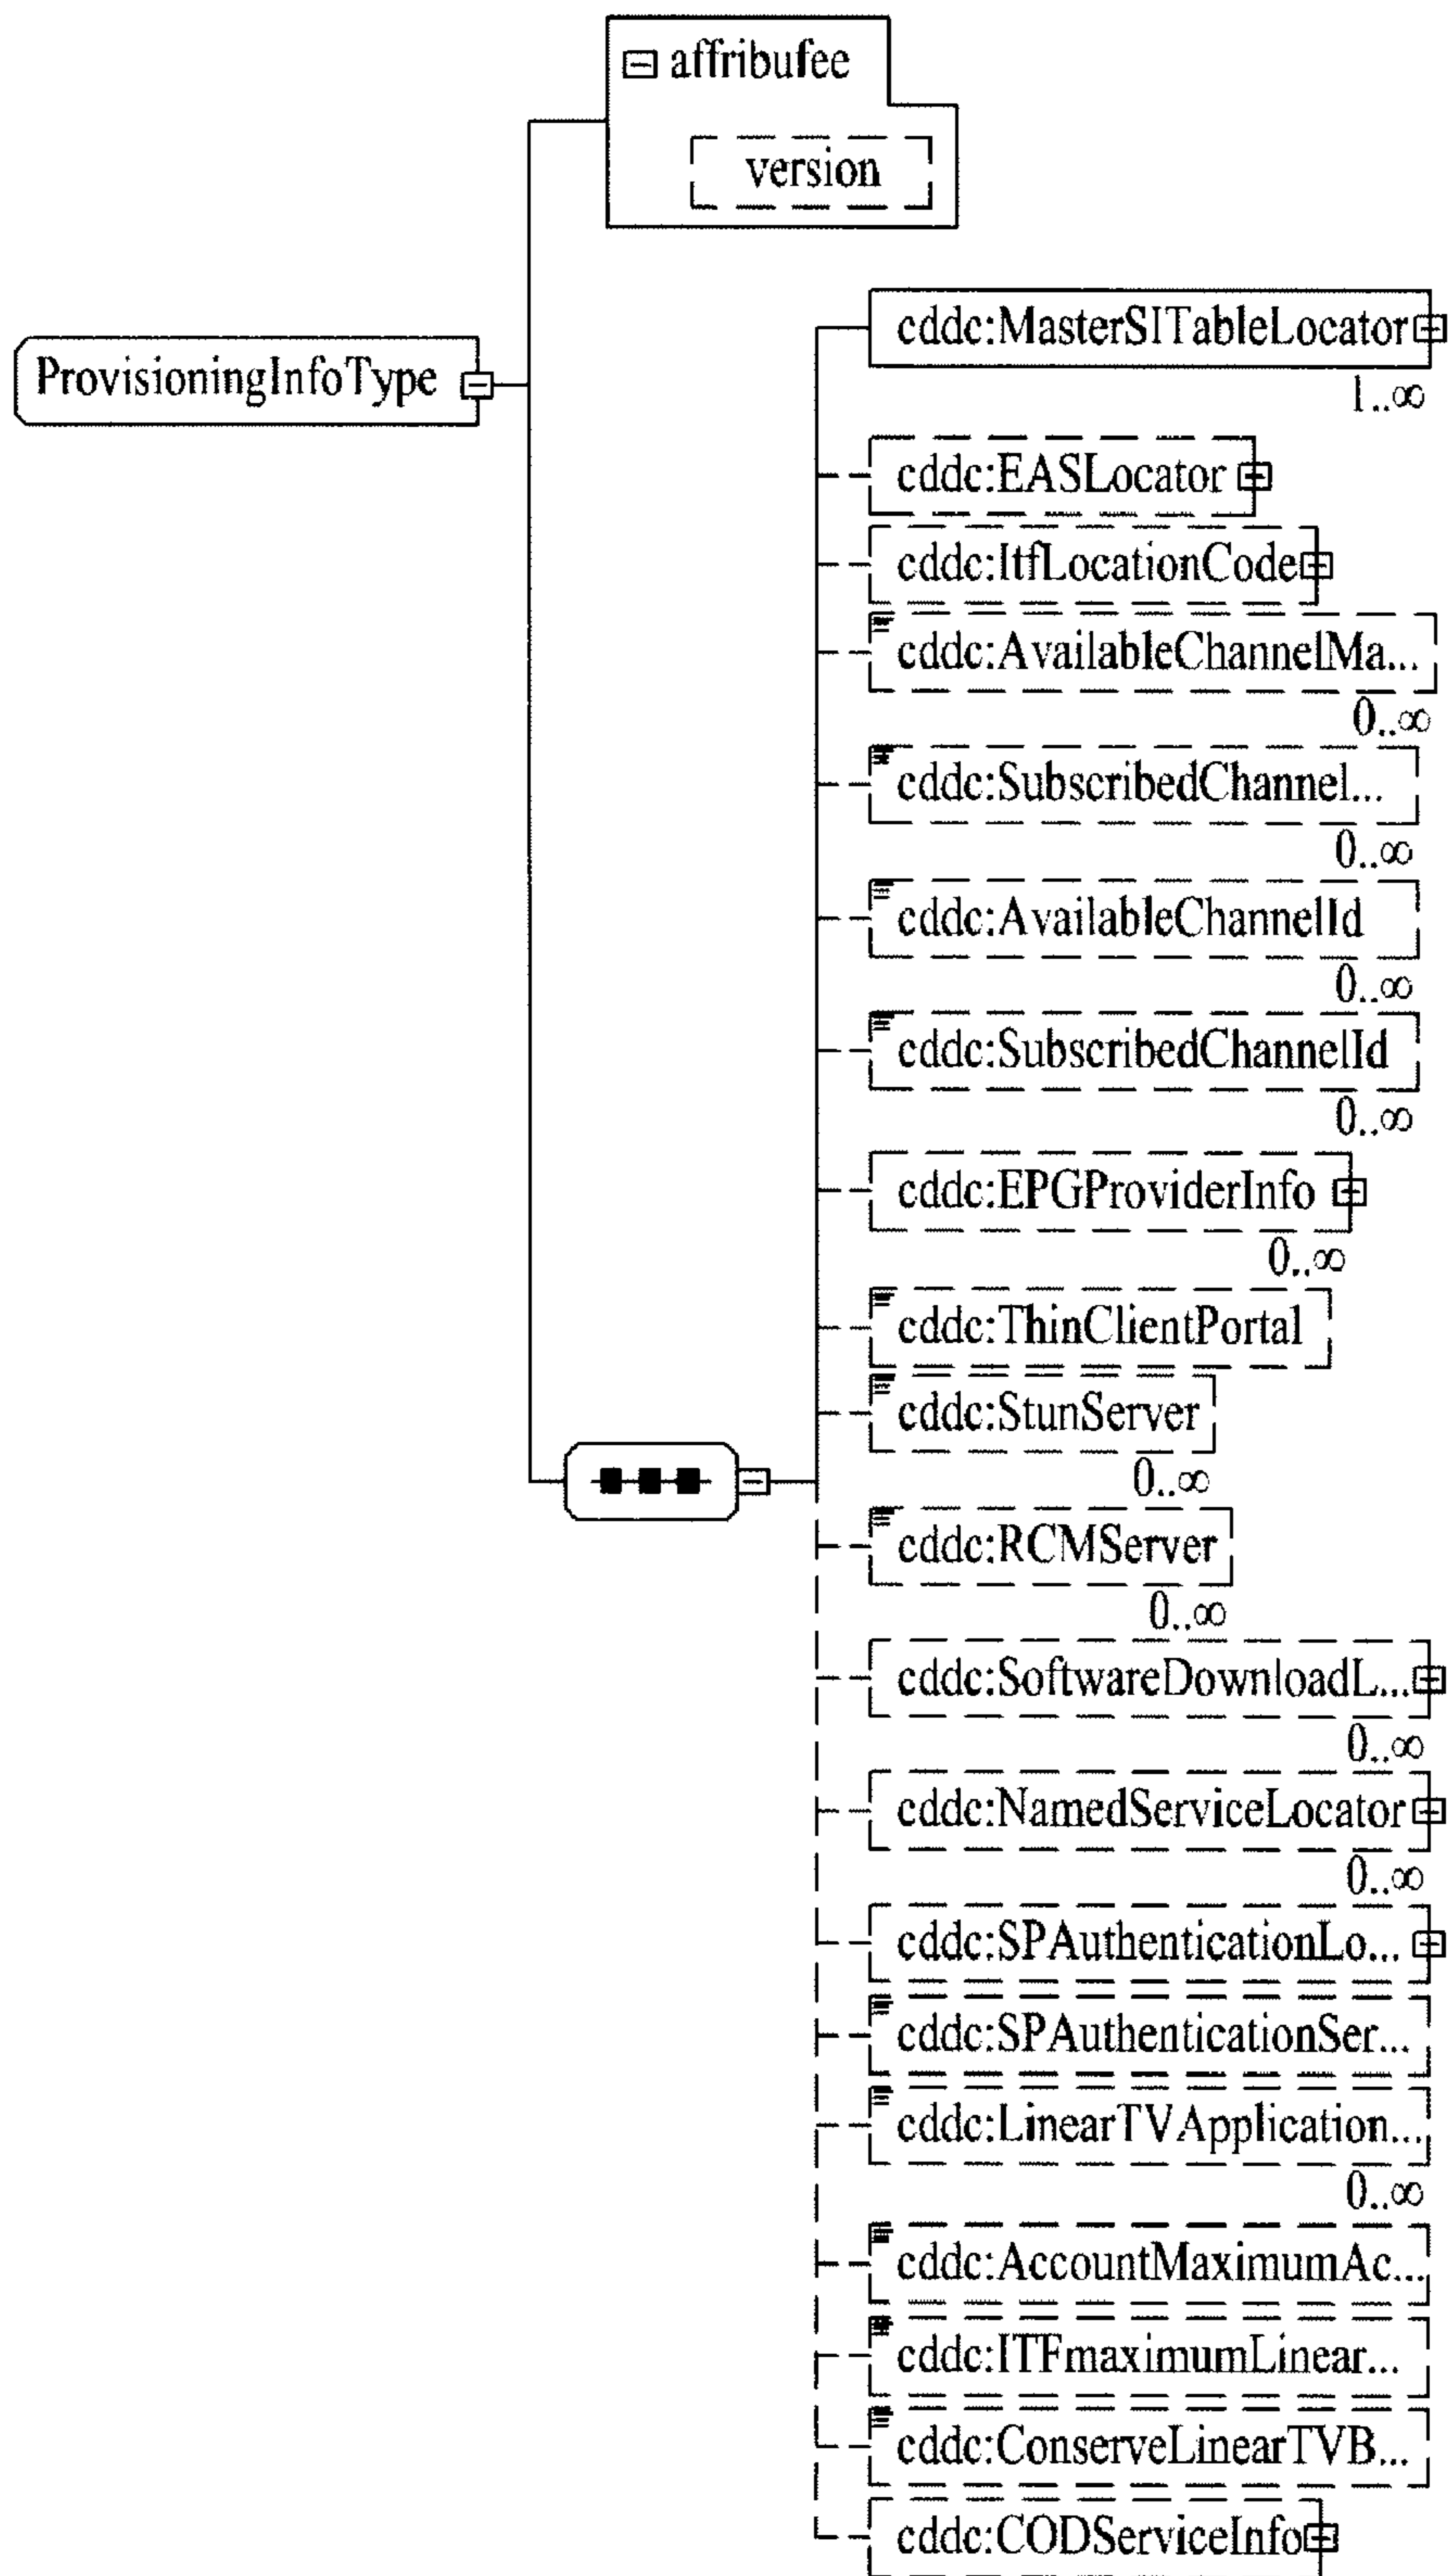 affribufee
version
ProvisioningInfoType
cddc:MasterSITableLocator
1..∞
cddc:EASLocator
cddc:ItfLocationCode
cddc:AvailableChannelMa...
0..∞
cddc:SubscribedChannel...
0..∞
cddc:AvailableChannelId
0..∞
cddc:SubscribedChannelId
0..∞
cddc:EPGProviderInfo
0..∞
cddc:ThinClientPortal
cddc:StunServer
0..∞
cddc:RCMServer
0..∞
cddc:SoftwareDownloadL...
0..∞
cddc:NamedServiceLocator
0..∞
cddc:SPAuthenticationLo...
cddc:SPAuthenticationSer...
cddc:LinearTVApplication...
0..∞
cddc:AccountMaximumAc...
cddc:ITFmaximumLinear...
cddc:ConserveLinearTVB...
cddc:CODServiceInfo